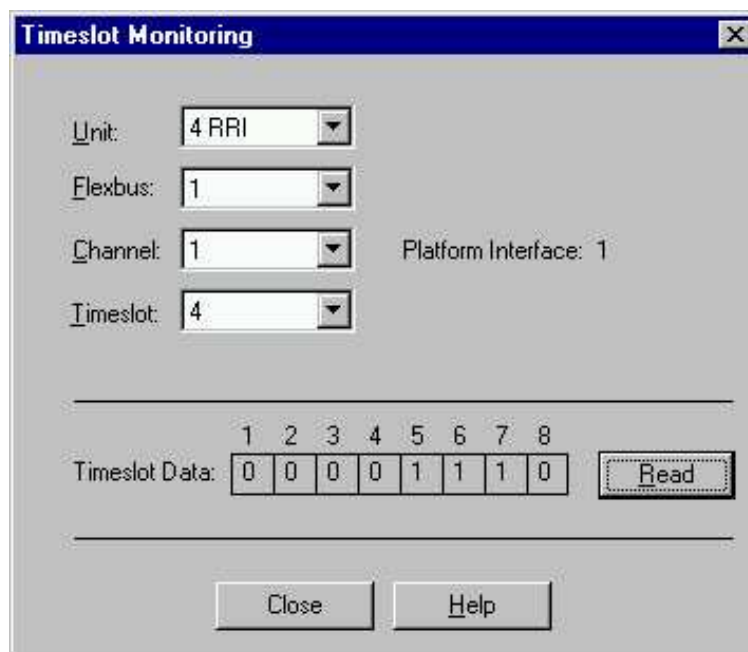 Timeslot Monitoring
Unit: 4 RRI
Flexbus: 1
Channel: 1 Platform Interface: 1
Timeslot: 4
1 2 3 4 5 6 7 8
Timeslot Data: 0 0 0 0 1 1 1 0 Read
Close Help